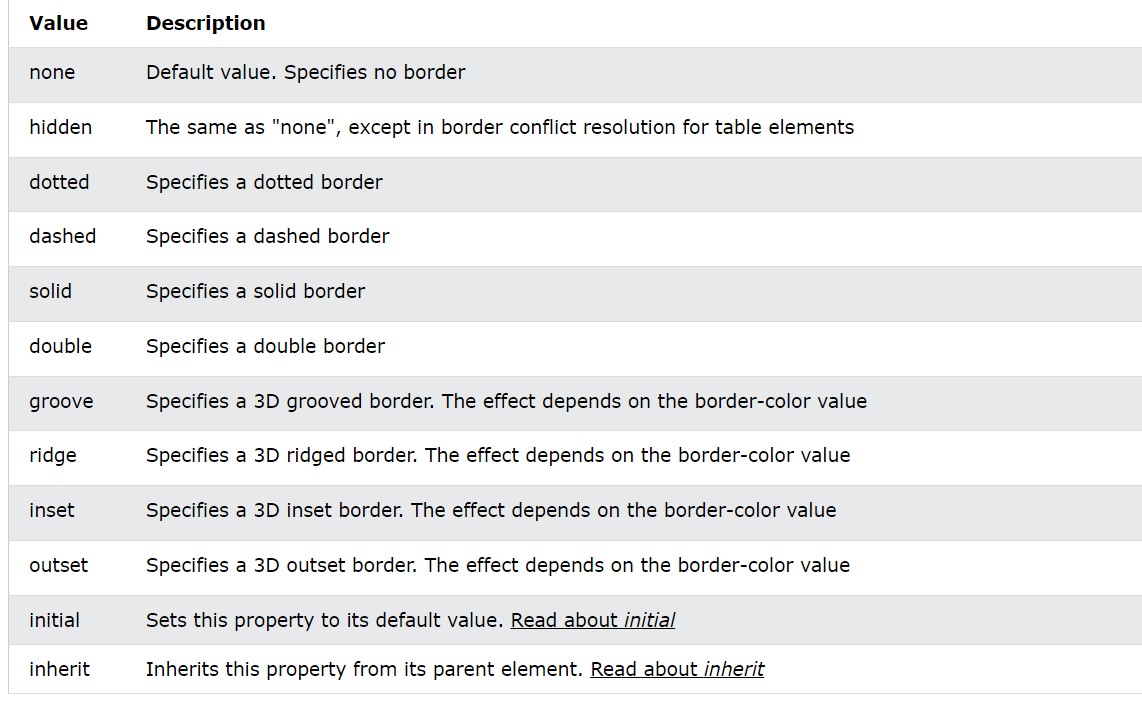 Value Description
none Default value. Specifies no border
hidden The same as "none", except in border conflict resolution for table elements
dotted Specifies a dotted border
dashed Specifies a dashed border
solid Specifies a solid border
double Specifies a double border
groove Specifies a 3D grooved border. The effect depends on the border-color value
ridge Specifies a 3D ridged border. The effect depends on the border-color value
inset Specifies a 3D inset border. The effect depends on the border-color value
outset Specifies a 3D outset border. The effect depends on the border-color value
initial Sets this property to its default value. Read about initial
inherit Inherits this property from its parent element. Read about inherit